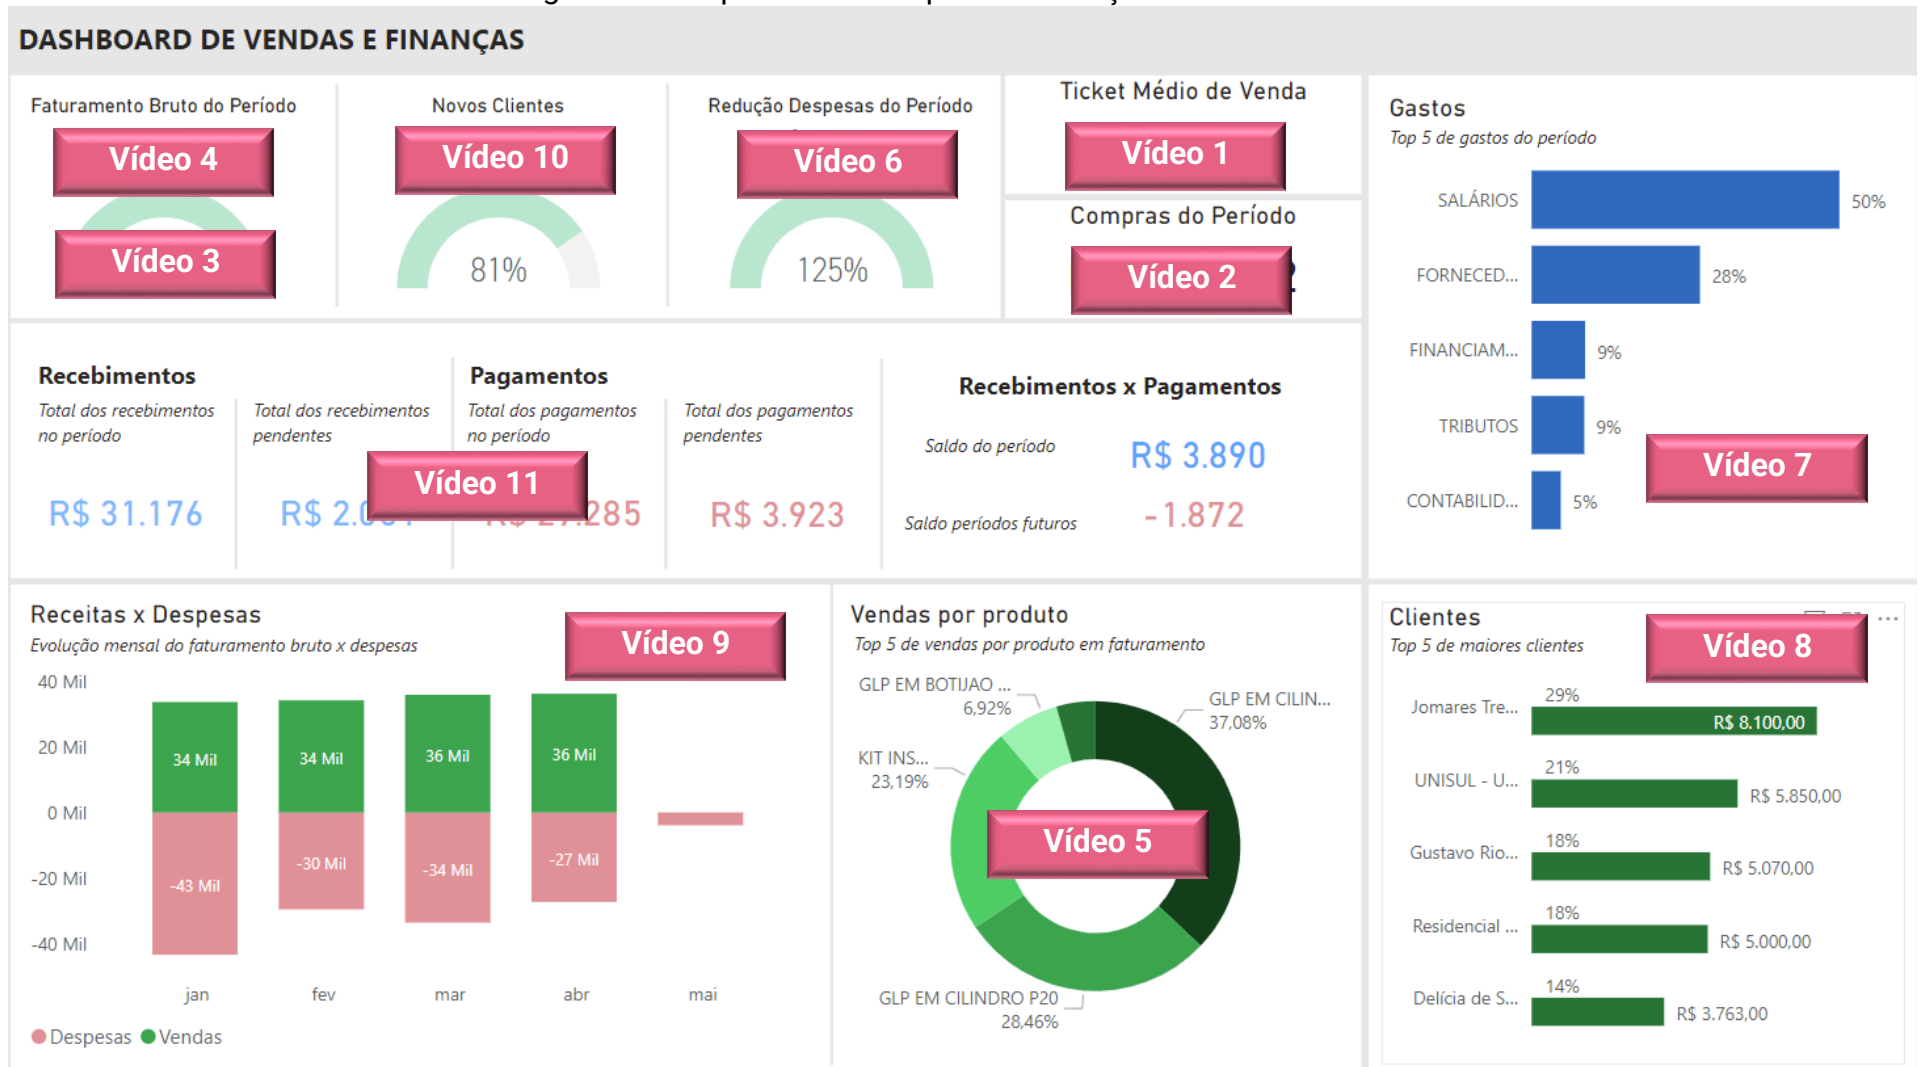 DASHBOARD DE VENDAS E FINANÇAS
Faturamento Bruto do Período
Vídeo 4
Vídeo 3
Novos Clientes
Vídeo 10
81%
Redução Despesas do Período
Vídeo 6
125%
Ticket Médio de Venda
Vídeo 1
Compras do Período
Vídeo 2
Gastos
Top 5 de gastos do período
SALÁRIOS
50%
FORNECED...
28%
FINANCIAM...
9%
TRIBUTOS
9%
CONTABILID...
5%
Vídeo 7
Recebimentos
Total dos recebimentos
no período
R$ 31.176
Total dos recebimentos
pendentes
R$
Vídeo 11
Pagamentos
Total dos pagamentos
no período
Total dos pagamentos
pendentes
R$ 3.923
Recebimentos x Pagamentos
Saldo do período
R$ 3.890
Saldo períodos futuros
-1.872
Receitas x Despesas
Evolução mensal do faturamento bruto x despesas
Vídeo 9
40 Mil
20 Mil
0 Mil
-20 Mil
-40 Mil
34 Mil
34 Mil
36 Mil
36 Mil
-43 Mil
-30 Mil
-34 Mil
-27 Mil
jan
fev
mar
abr
mai
Despesas
Vendas
Vendas por produto
Top 5 de vendas por produto em faturamento
GLP EM BOTIJAO ...
6,92%
GLP EM CILIN...
37,08%
KIT INS...
23,19%
Vídeo 5
GLP EM CILINDRO P20
28,46%
Clientes
Top 5 de maiores clientes
Vídeo 8
Jomares Tre...
29%
R$ 8.100,00
UNISUL - U...
21%
R$ 5.850,00
Gustavo Rio...
18%
R$ 5.070,00
Residencial ...
18%
R$ 5.000,00
Delícia de S...
14%
R$ 3.763,00